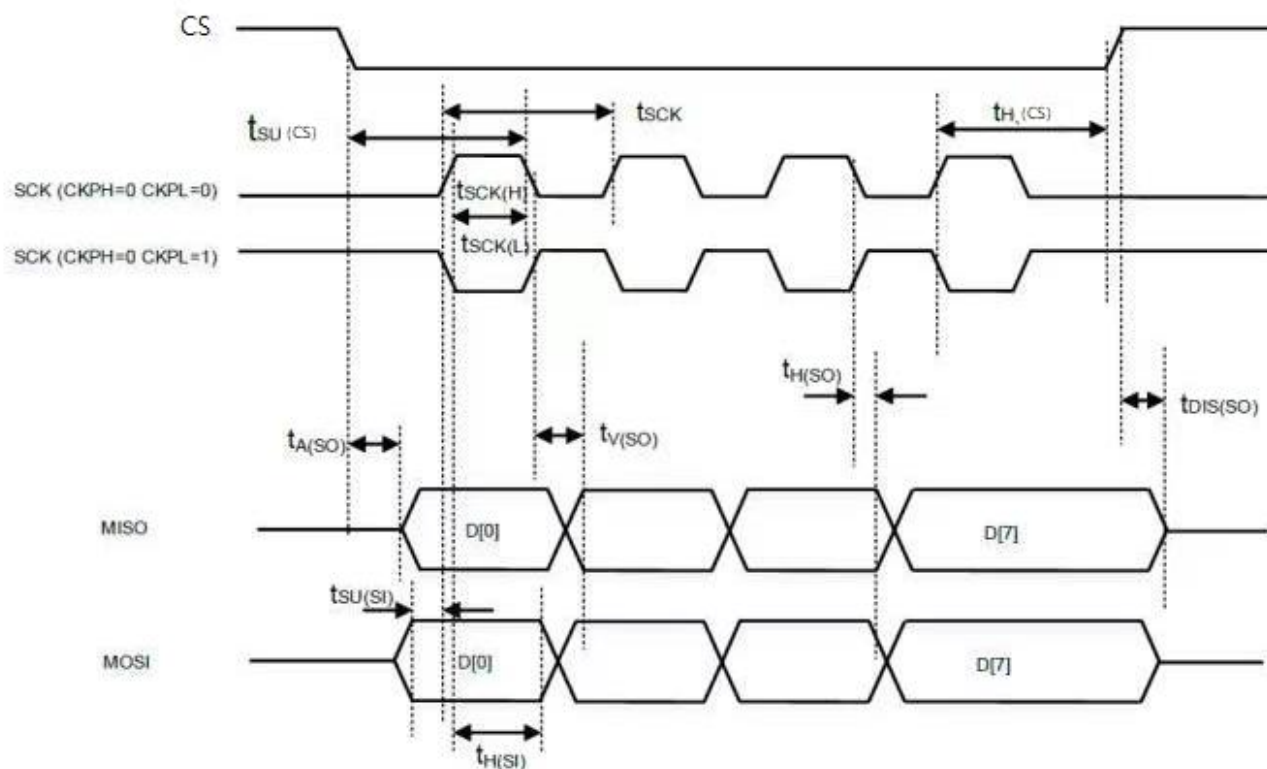 CS
tSCK
tH,(CS)
tSU (CS)
SCK (CKPH=0 CKPL=0)
tSCK(H)
tSCK(L)
SCK (CKPH=0 CKPL=1)
tH(SO)
tDIS(SO)
tA(SO)
tV(SO)
MISO
D[0]
D[7]
tSU(SI)
MOSI
D[0]
D[7]
tH(SI)